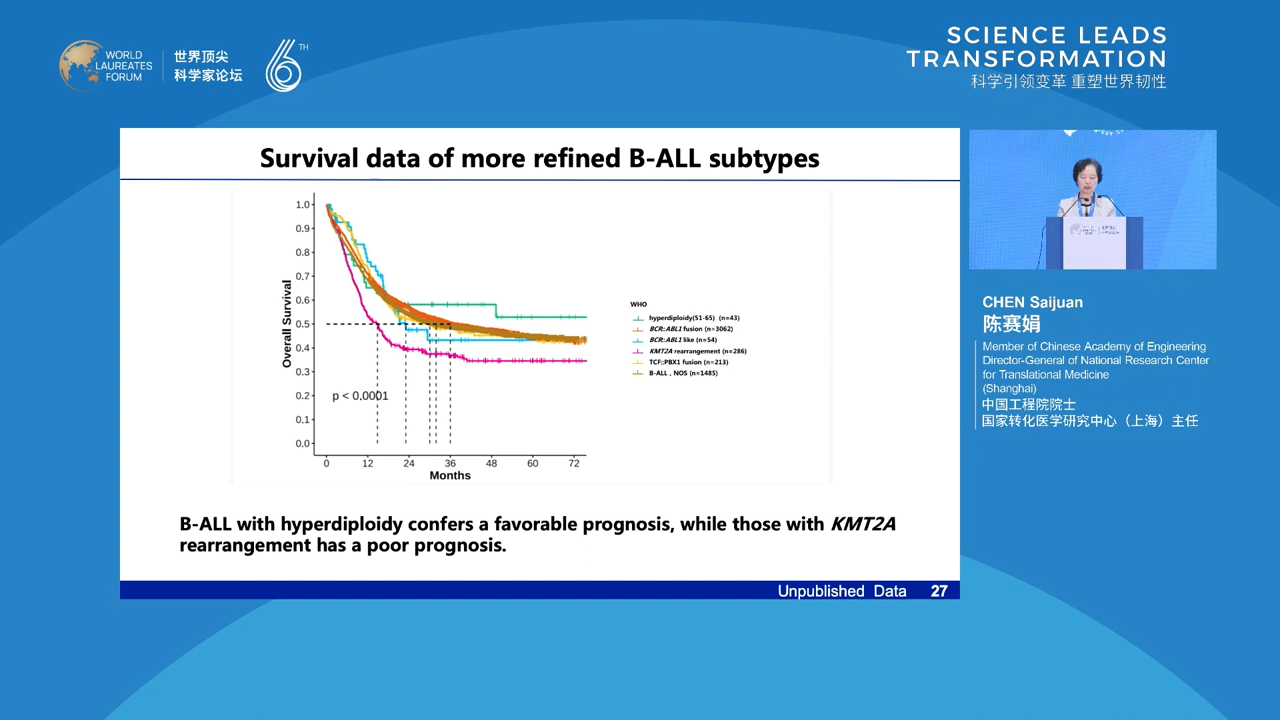 WORLD
LAUREATES
FORUM
世界顶尖
科学家论坛
6TH
SCIENCE LEADS
TRANSFORMATION
科学引领变革 重塑世界韧性
Survival data of more refined B-ALL subtypes
Overall Survival
1.0
0.9
0.8
0.7
0.6
0.5
0.4
0.3
0.2
0.1
0.0
p < 0.0001
0 12 24 36 48 60 72
Months
WHO
hyperdiploidy(51-65) (n=43)
BCR::ABL1 fusion (n=3062)
BCR::ABL1 like (n=54)
KMT2A rearrangement (n=286)
TCF::PBX1 fusion (n=213)
B-ALL , NOS (n=1485)
B-ALL with hyperdiploidy confers a favorable prognosis, while those with KMT2A
rearrangement has a poor prognosis.
Unpublished Data 27
CHEN Saijuan
陈赛娟
Member of Chinese Academy of Engineering
Director-General of National Research Center
for Translational Medicine
(Shanghai)
中国工程院院士
国家转化医学研究中心（上海）主任